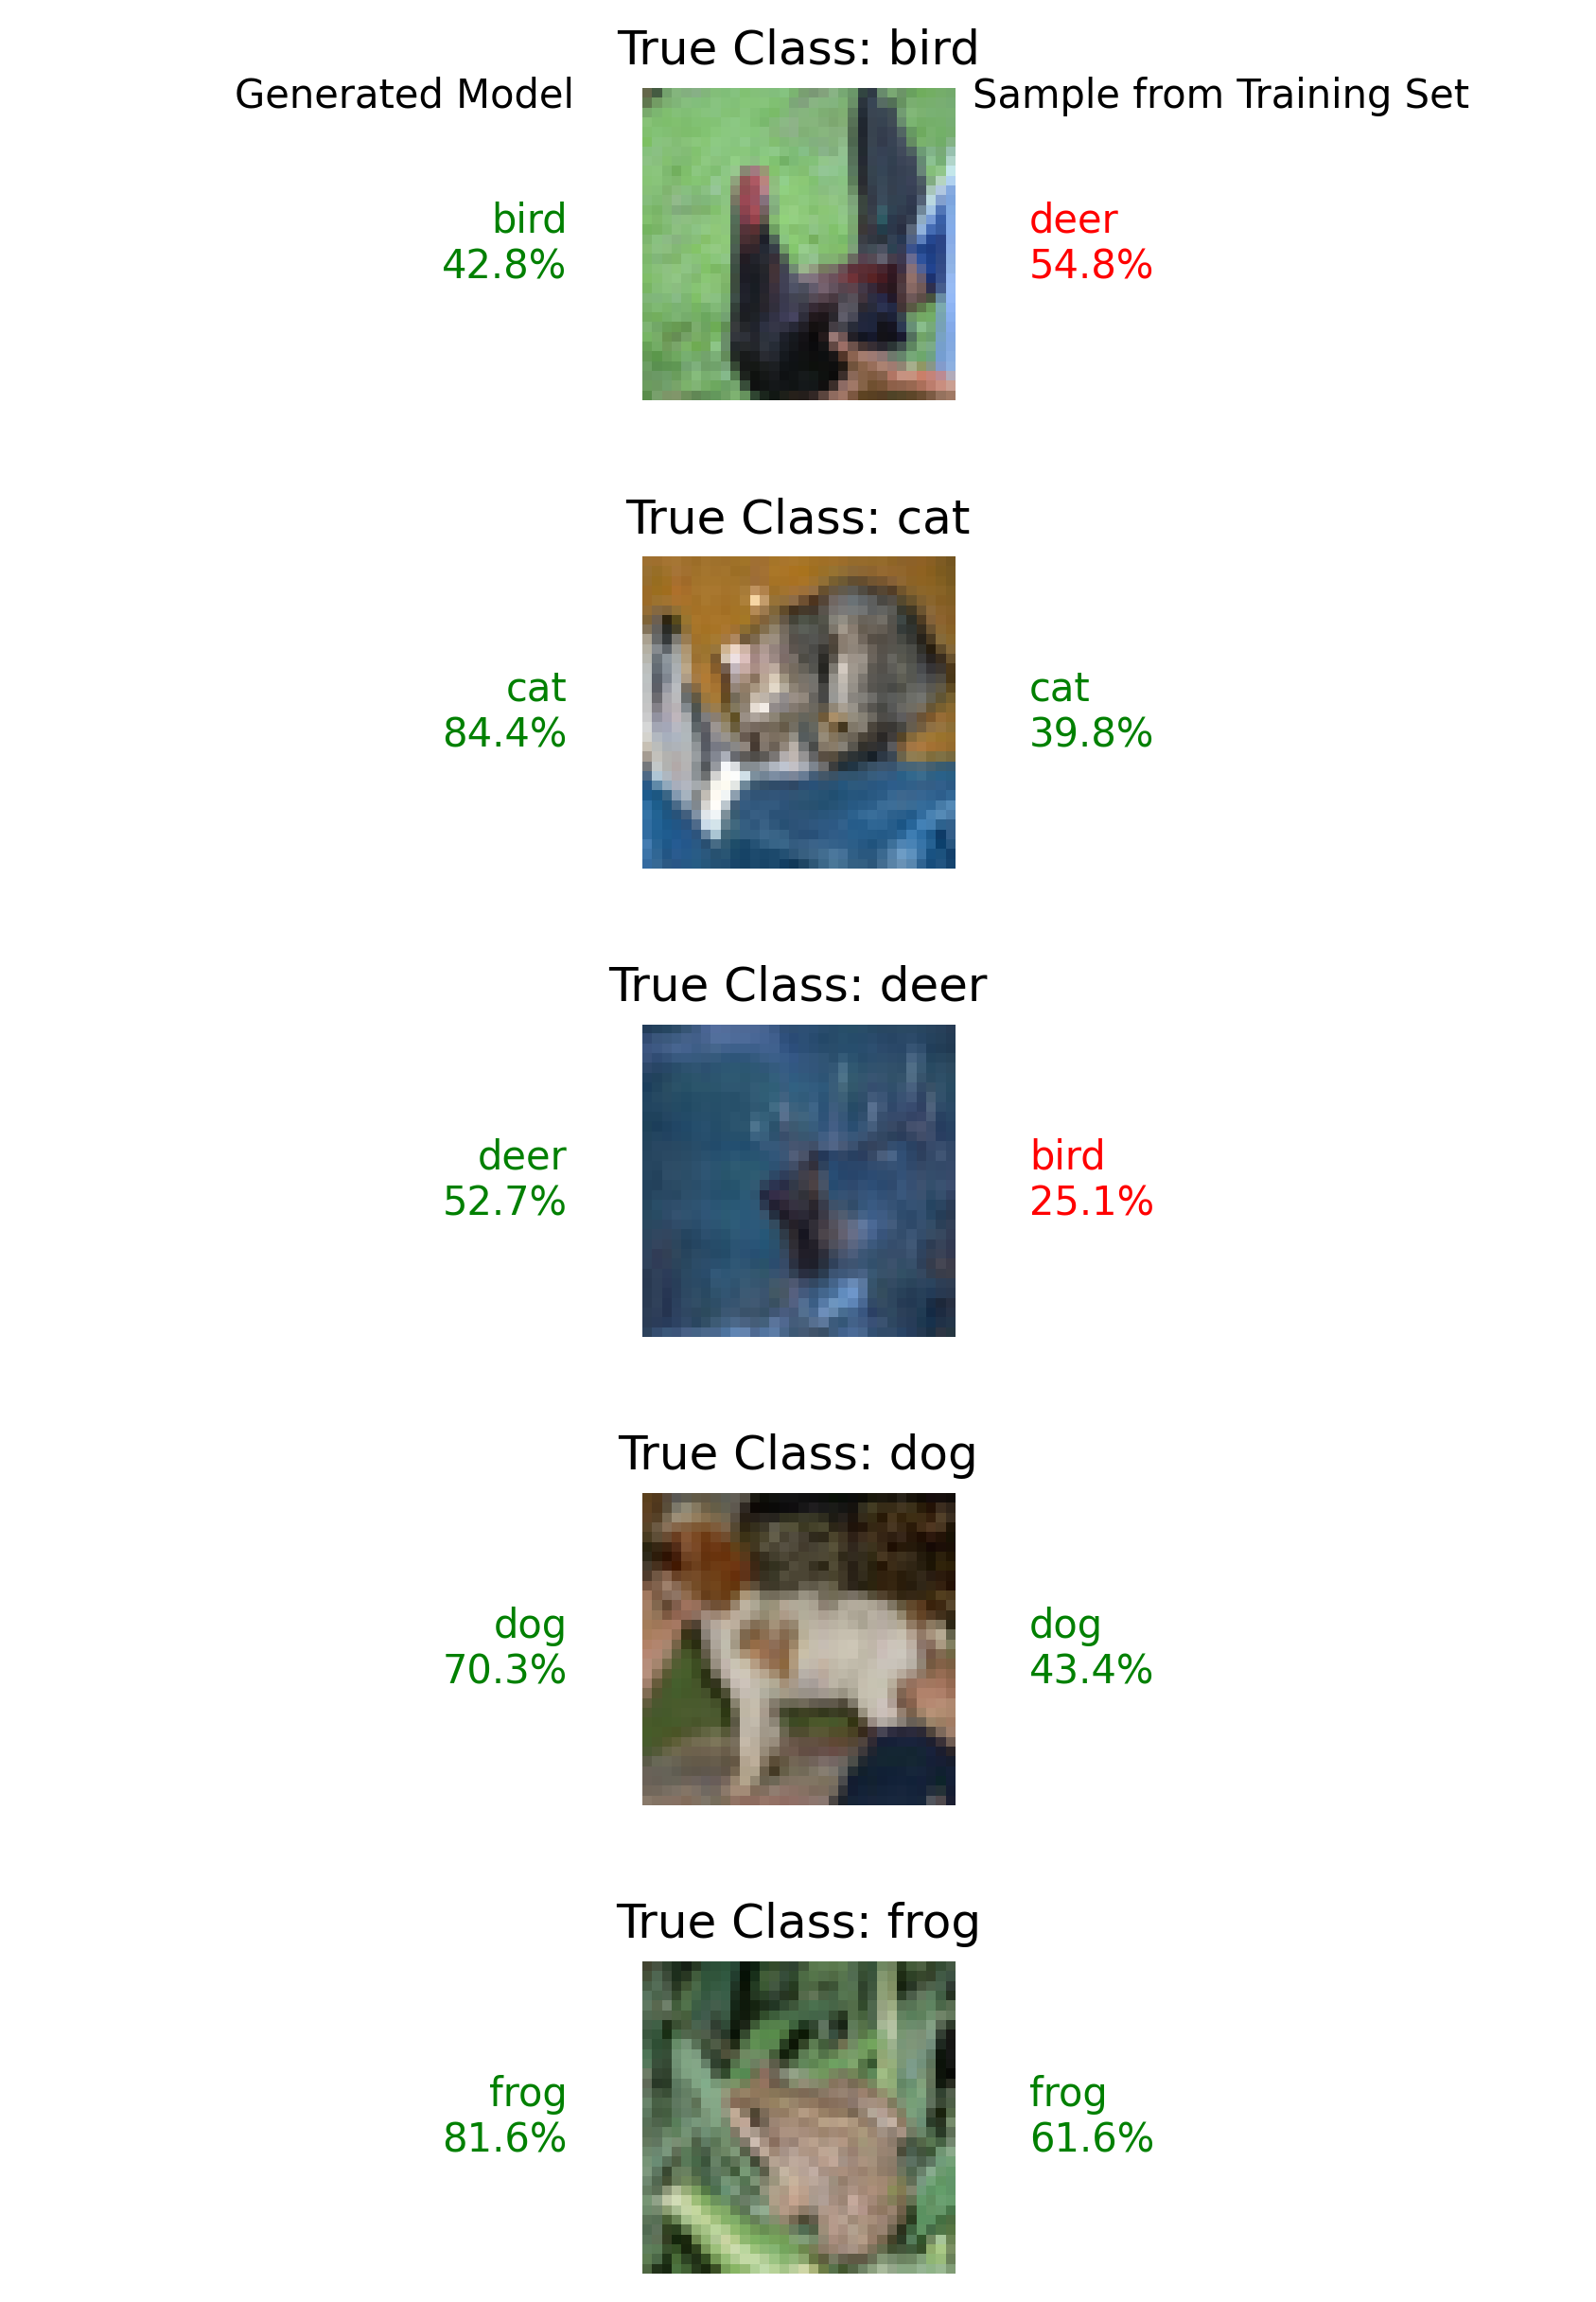 True Class: bird
Generated Model
Sample from Training Set
bird
42.8%
deer
54.8%
True Class: cat
cat
84.4%
cat
39.8%
True Class: deer
deer
52.7%
bird
25.1%
True Class: dog
dog
70.3%
dog
43.4%
True Class: frog
frog
81.6%
frog
61.6%